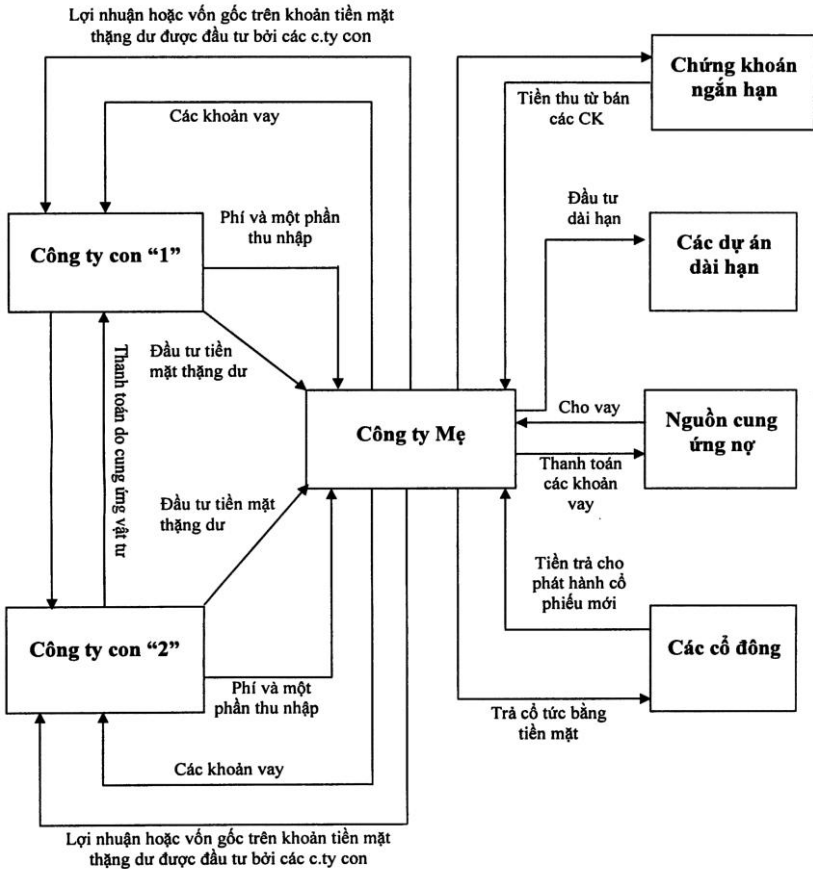 Lợi nhuận hoặc vốn gốc trên khoản tiền mặt
thặng dư được đầu tư bởi các c.ty con
Các khoản vay
Tiền thu từ bán
các CK
Chứng khoán
ngắn hạn
Công ty con “1”
Phí và một phần
thu nhập
Đầu tư
dài hạn
Các dự án
dài hạn
Thanh toán do cung ứng vật tư
Đầu tư tiền
mặt thặng dư
Công ty Mẹ
Cho vay
Thanh toán
các khoản
vay
Nguồn cung
ứng nợ
Đầu tư tiền mặt
thặng dư
Tiền trả cho
phát hành cổ
phiếu mới
Công ty con “2”
Các cổ đông
Phí và một
phần thu nhập
Trả cổ tức bằng
tiền mặt
Các khoản vay
Lợi nhuận hoặc vốn gốc trên khoản tiền mặt
thặng dư được đầu tư bởi các c.ty con